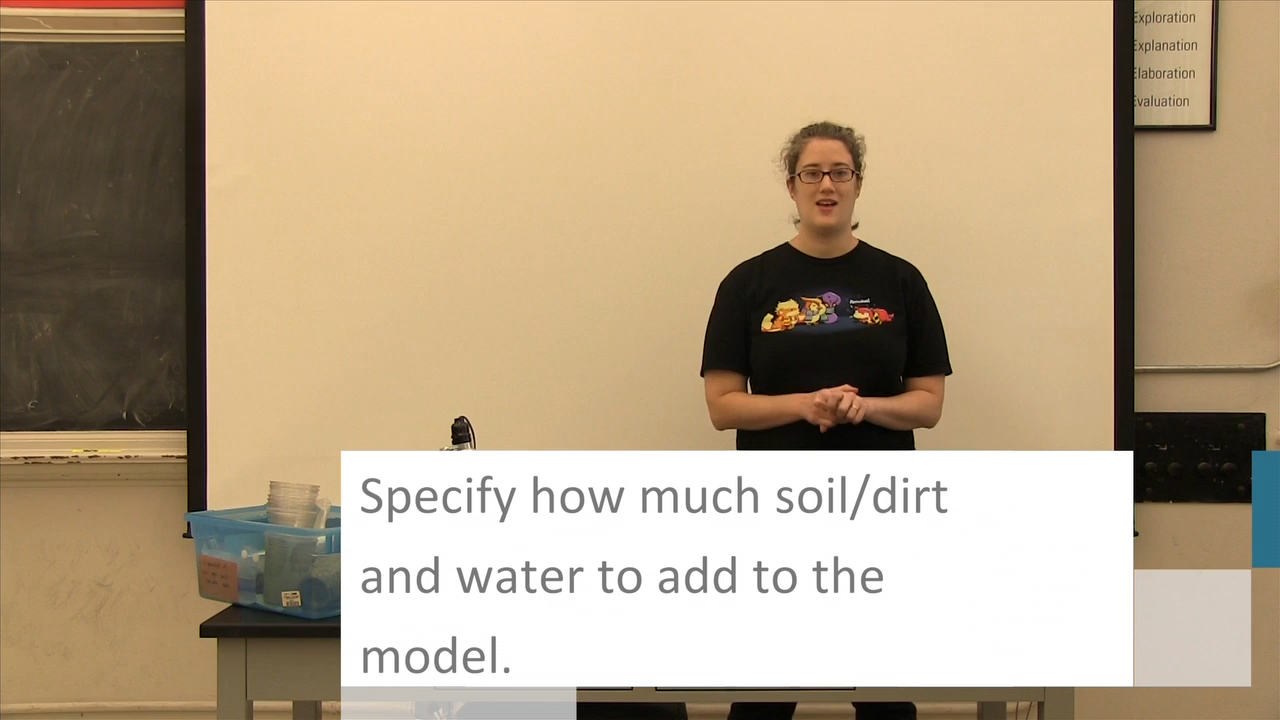 Exploration
Explanation
Elaboration
Evaluation
Specify how much soil/dirt
and water to add to the
model.